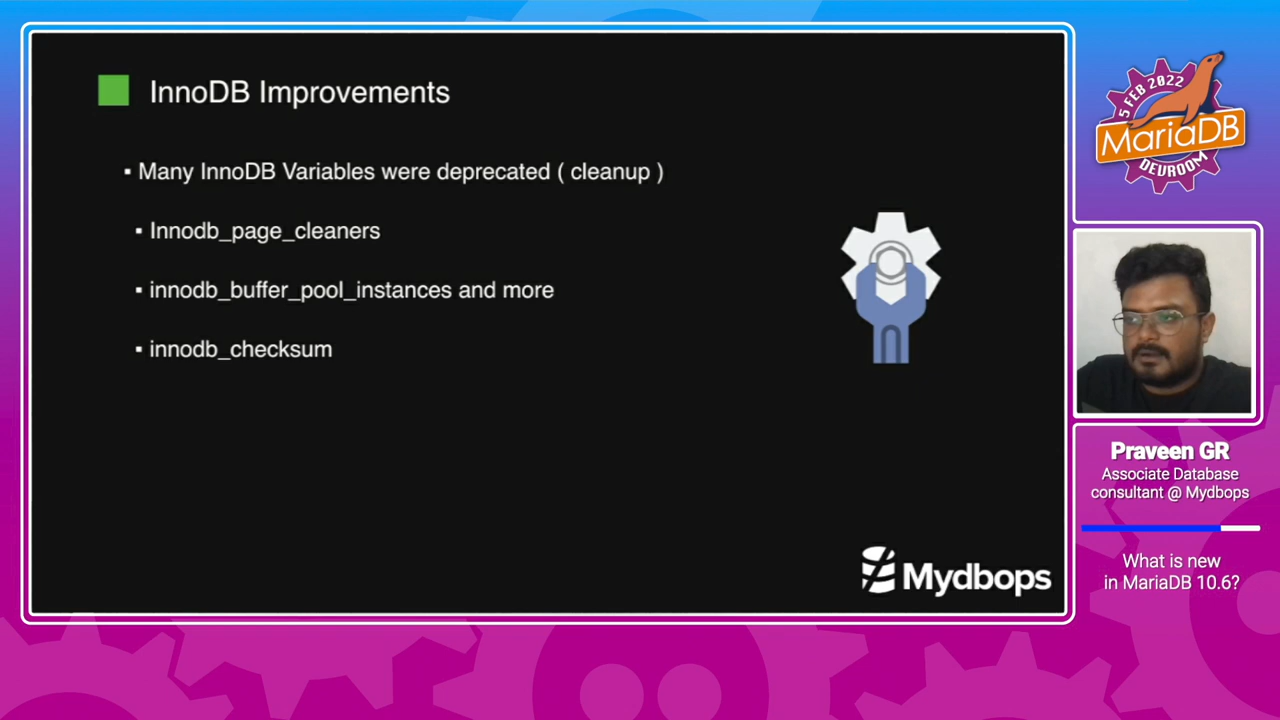 InnoDB Improvements
▪ Many InnoDB Variables were deprecated ( cleanup )
▪ Innodb_page_cleaners
▪ innodb_buffer_pool_instances and more
▪ innodb_checksum
Mydbops
5 FEB 2022
MariaDB
DEVROOM
Praveen GR
Associate Database
consultant @ Mydbops
What is new
in MariaDB 10.6?